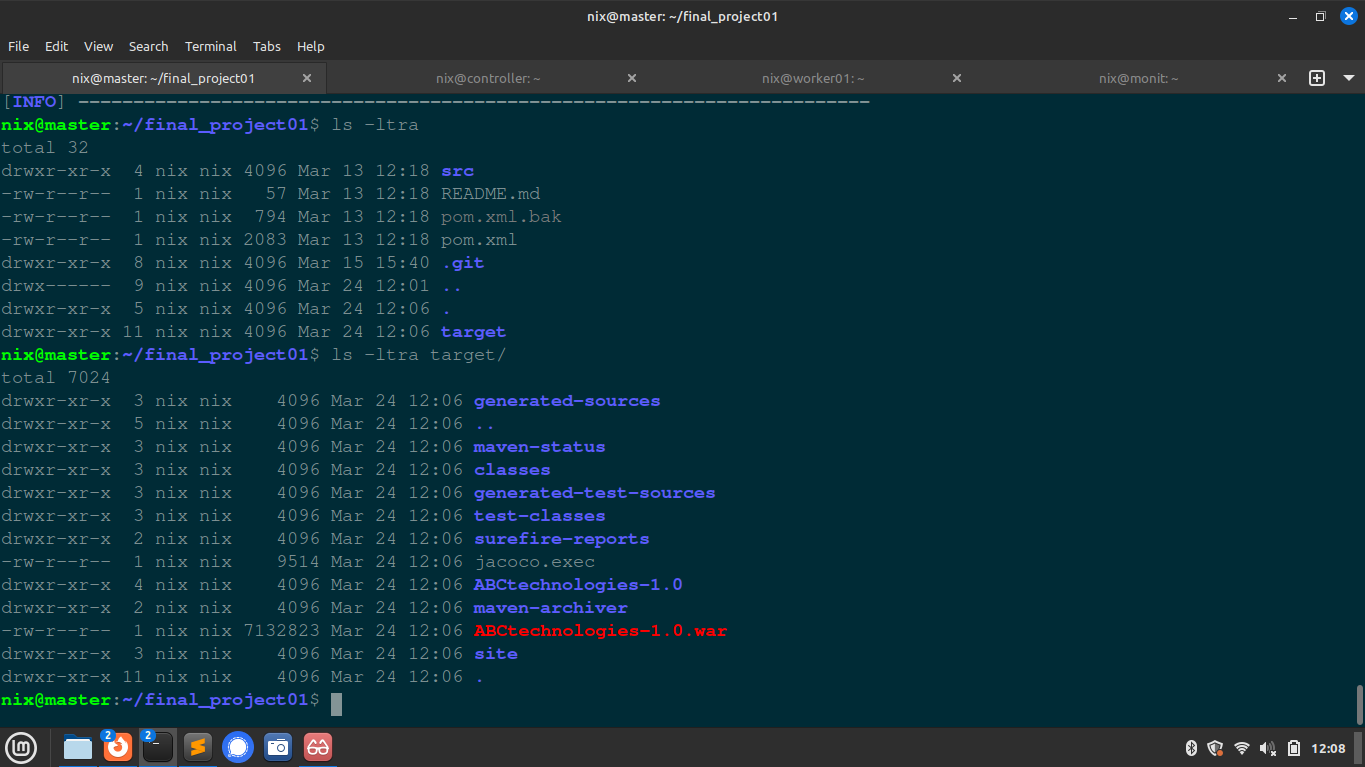 nix@master: ~/final_project01
File Edit View Search Terminal Tabs Help
nix@master: ~/final_project01 nix@controller: ~ nix@worker01: ~ nix@monit: ~
[INFO] ------------------------------------------------------------------------
nix@master:~/final_project01$ ls -ltra
total 32
drwxr-xr-x  4 nix nix 4096 Mar 13 12:18 src
-rw-r--r--  1 nix nix   57 Mar 13 12:18 README.md
-rw-r--r--  1 nix nix  794 Mar 13 12:18 pom.xml.bak
-rw-r--r--  1 nix nix 2083 Mar 13 12:18 pom.xml
drwxr-xr-x  8 nix nix 4096 Mar 15 15:40 .git
drwx------  9 nix nix 4096 Mar 24 12:01 ..
drwxr-xr-x  5 nix nix 4096 Mar 24 12:06 .
drwxr-xr-x 11 nix nix 4096 Mar 24 12:06 target
nix@master:~/final_project01$ ls -ltra target/
total 7024
drwxr-xr-x  3 nix nix    4096 Mar 24 12:06 generated-sources
drwxr-xr-x  5 nix nix    4096 Mar 24 12:06 ..
drwxr-xr-x  3 nix nix    4096 Mar 24 12:06 maven-status
drwxr-xr-x  3 nix nix    4096 Mar 24 12:06 classes
drwxr-xr-x  3 nix nix    4096 Mar 24 12:06 generated-test-sources
drwxr-xr-x  3 nix nix    4096 Mar 24 12:06 test-classes
drwxr-xr-x  2 nix nix    4096 Mar 24 12:06 surefire-reports
-rw-r--r--  1 nix nix    9514 Mar 24 12:06 jacoco.exec
drwxr-xr-x  4 nix nix    4096 Mar 24 12:06 ABCtechnologies-1.0
drwxr-xr-x  2 nix nix    4096 Mar 24 12:06 maven-archiver
-rw-r--r--  1 nix nix 7132823 Mar 24 12:06 ABCtechnologies-1.0.war
drwxr-xr-x  3 nix nix    4096 Mar 24 12:06 site
drwxr-xr-x 11 nix nix    4096 Mar 24 12:06 .
nix@master:~/final_project01$
2 2 12:08